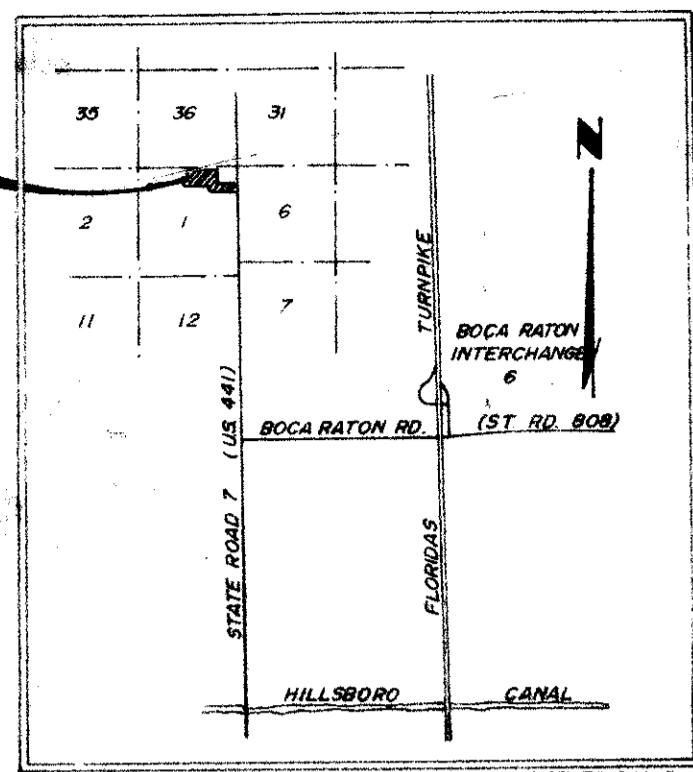 35 36 31
N
2 1 6
TURNPIKE
11 12 7
BOCA RATON
INTERCHANGE
6
STATE ROAD 7 (U.S. 441)
BOCA RATON RD. (ST. RD. 808)
FLORIDAS
HILLSBORO CANAL